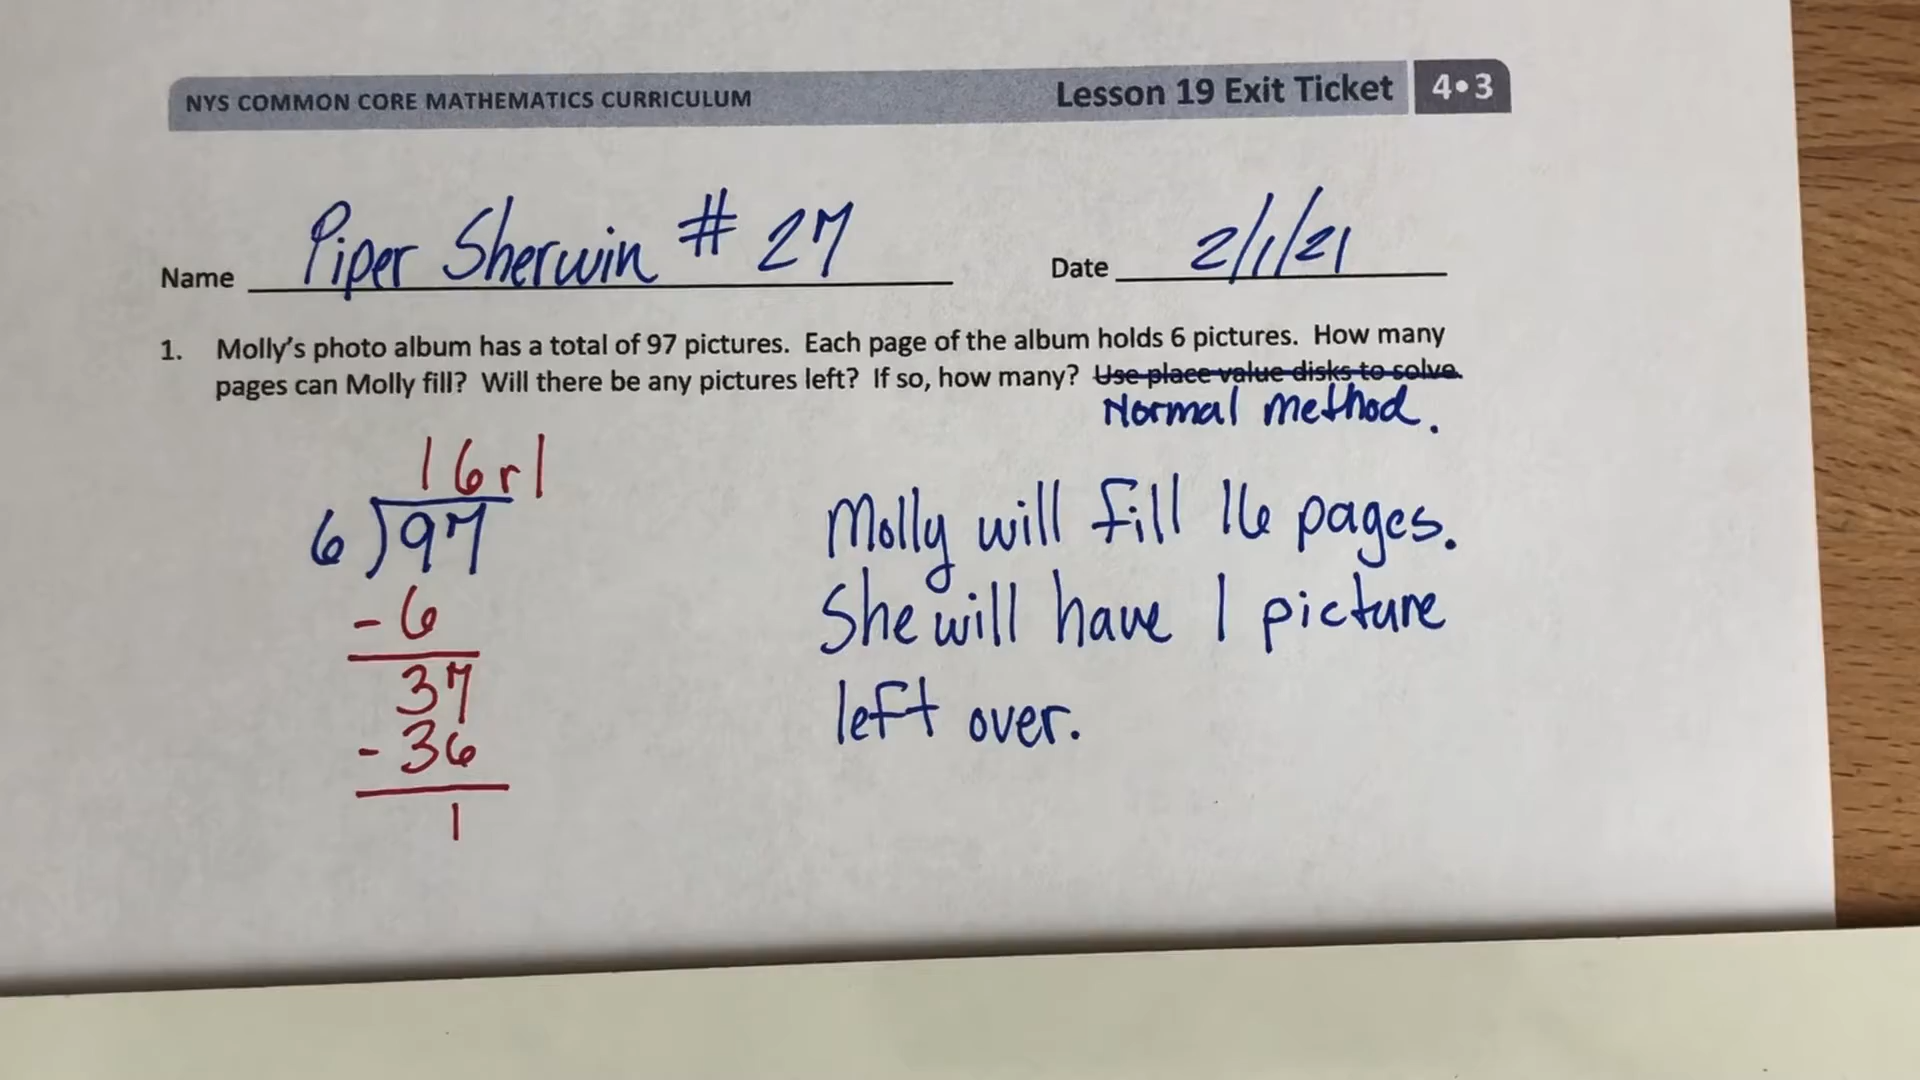 NYS COMMON CORE MATHEMATICS CURRICULUM Lesson 19 Exit Ticket 4•3
Name Piper Sherwin # 27 Date 2/1/21
1. Molly's photo album has a total of 97 pictures. Each page of the album holds 6 pictures. How many
pages can Molly fill? Will there be any pictures left? If so, how many? Use place value disks to solve.
Normal method.
16r1
6)97
-6
37
-36
1
Molly will fill 16 pages.
She will have 1 picture
left over.